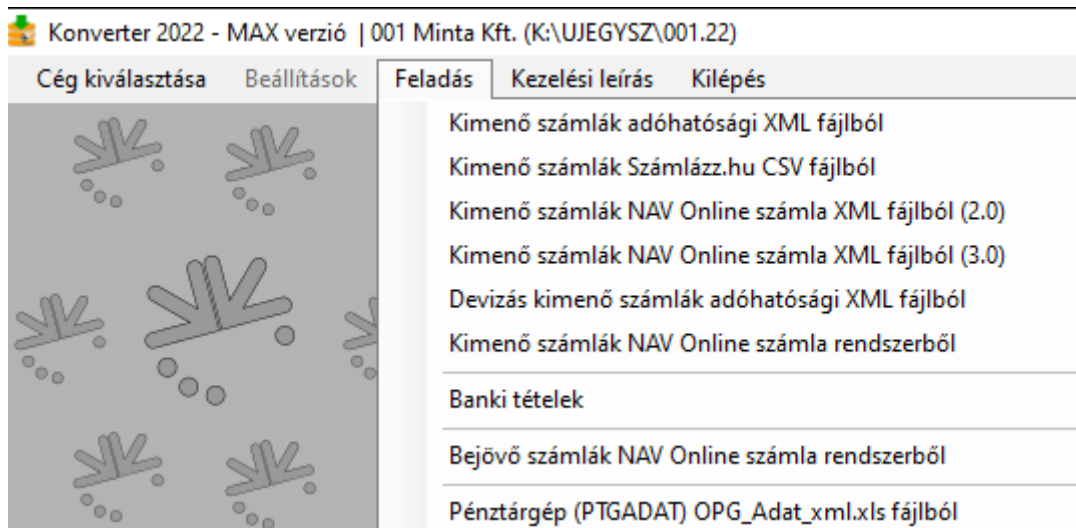 Konverter 2022 - MAX verzió | 001 Minta Kft. (K:\UJEGYSZ\001.22)
Cég kiválasztása Beállítások Feladás Kezelési leírás Kilépés
Kimenő számlák adóhatósági XML fájlból
Kimenő számlák Számlázz.hu CSV fájlból
Kimenő számlák NAV Online számla XML fájlból (2.0)
Kimenő számlák NAV Online számla XML fájlból (3.0)
Devizás kimenő számlák adóhatósági XML fájlból
Kimenő számlák NAV Online számla rendszerből
Banki tételek
Bejövő számlák NAV Online számla rendszerből
Pénztárgép (PTGADAT) OPG_Adat_xml.xls fájlból